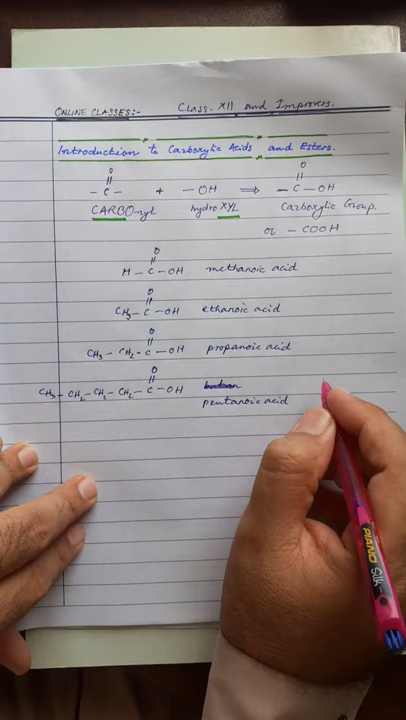 ONLINE CLASSES:- Class. XII and Improvers.
Introduction to Carboxylic Acids and Esters.
O O
|| ||
- C - + - OH ⇒ - C - OH
CARBOnyl hydroXYL Carboxylic Group.
or - COOH
O
||
H - C - OH methanoic acid
O
||
CH₃ - C - OH ethanoic acid
O
||
CH₃ - CH₂ - C - OH propanoic acid
O
||
CH₃ - CH₂ - CH₂ - CH₂ - C - OH
pentanoic acid
PIANO Silk